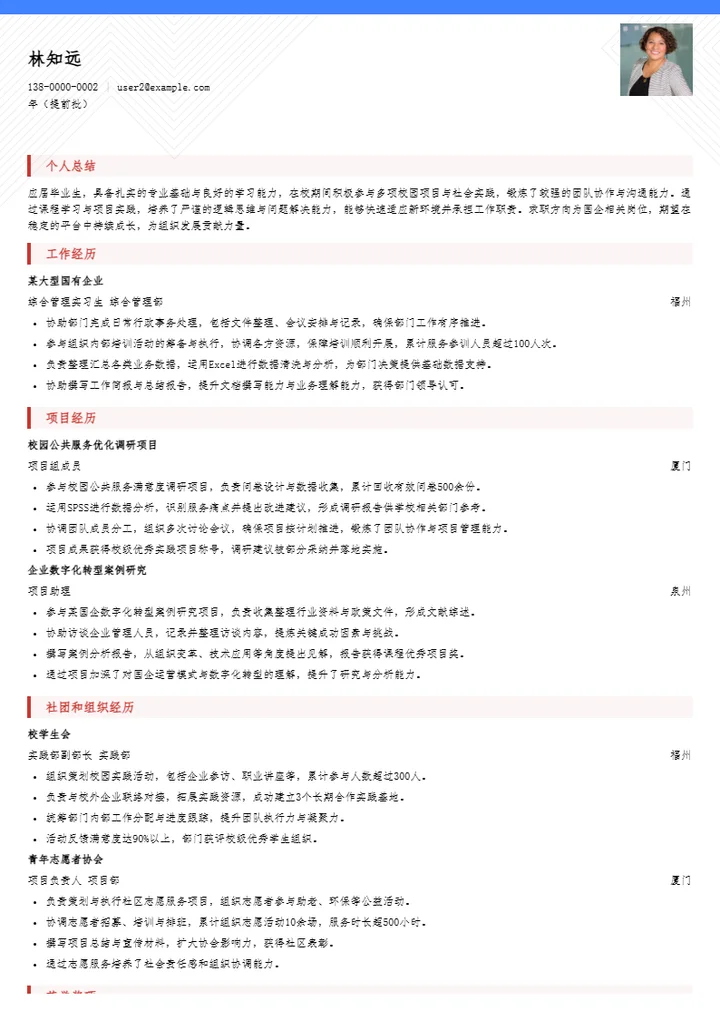 林知远
138-0000-0002 | user2@example.com
年（提前批）
个人总结
应届毕业生，具备扎实的专业基础与良好的学习能力，在校期间积极参与多项校园项目与社会实践，锻炼了较强的团队协作与沟通能力。通
过课程学习与项目实践，培养了严谨的逻辑思维与问题解决能力，能够快速适应新环境并承担工作职责。求职方向为国企相关岗位，期望在
稳定的平台中持续成长，为组织发展贡献力量。
工作经历
某大型国有企业
综合管理实习生 综合管理部 福州
• 协助部门完成日常行政事务处理，包括文件整理、会议安排与记录，确保部门工作有序推进。
• 参与组织内部培训活动的筹备与执行，协调各方资源，保障培训顺利开展，累计服务参训人员超过100人次。
• 负责整理汇总各类业务数据，运用Excel进行数据清洗与分析，为部门决策提供基础数据支持。
• 协助撰写工作简报与总结报告，提升文档撰写能力与业务理解能力，获得部门领导认可。
项目经历
校园公共服务优化调研项目
项目组成员 厦门
• 参与校园公共服务满意度调研项目，负责问卷设计与数据收集，累计回收有效问卷500余份。
• 运用SPSS进行数据分析，识别服务痛点并提出改进建议，形成调研报告供学校相关部门参考。
• 协调团队成员分工，组织多次讨论会议，确保项目按计划推进，锻炼了团队协作与项目管理能力。
• 项目成果获得校级优秀实践项目称号，调研建议被部分采纳并落地实施。
企业数字化转型案例研究
项目助理 泉州
• 参与某国企数字化转型案例研究项目，负责收集整理行业资料与政策文件，形成文献综述。
• 协助访谈企业管理人员，记录并整理访谈内容，提炼关键成功因素与挑战。
• 撰写案例分析报告，从组织变革、技术应用等角度提出见解，报告获得课程优秀项目奖。
• 通过项目加深了对国企运营模式与数字化转型的理解，提升了研究与分析能力。
社团和组织经历
校学生会
实践部副部长 实践部 福州
• 组织策划校园实践活动，包括企业参访、职业讲座等，累计参与人数超过300人。
• 负责与校外企业联络对接，拓展实践资源，成功建立3个长期合作实践基地。
• 统筹部门内部工作分配与进度跟踪，提升团队执行力与凝聚力。
• 活动反馈满意度达90%以上，部门获评校级优秀学生组织。
青年志愿者协会
项目负责人 项目部 厦门
• 负责策划与执行社区志愿服务项目，组织志愿者参与助老、环保等公益活动。
• 协调志愿者招募、培训与排班，累计组织志愿活动10余场，服务时长超500小时。
• 撰写项目总结与宣传材料，扩大协会影响力，获得社区表彰。
• 通过志愿服务培养了社会责任感和组织协调能力。